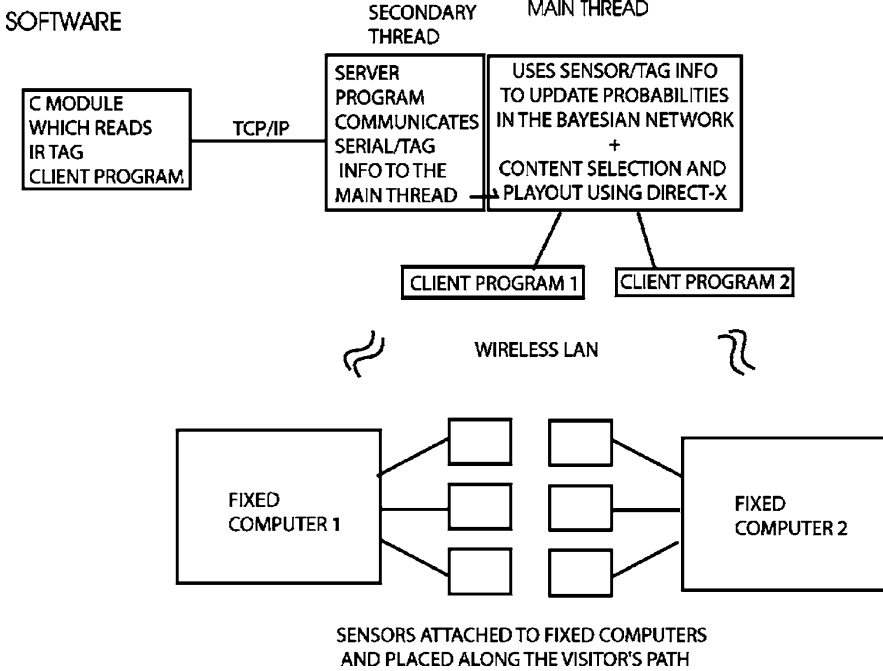 SOFTWARE
SECONDARY
THREAD
MAIN THREAD
C MODULE
WHICH READS
IR TAG
CLIENT PROGRAM
TCP/IP
SERVER
PROGRAM
COMMUNICATES
SERIAL/TAG
INFO TO THE
MAIN THREAD
USES SENSOR/TAG INFO
TO UPDATE PROBABILITIES
IN THE BAYESIAN NETWORK
+
CONTENT SELECTION AND
PLAYOUT USING DIRECT-X
CLIENT PROGRAM 1
CLIENT PROGRAM 2
WIRELESS LAN
FIXED
COMPUTER 1
FIXED
COMPUTER 2
SENSORS ATTACHED TO FIXED COMPUTERS
AND PLACED ALONG THE VISITOR'S PATH